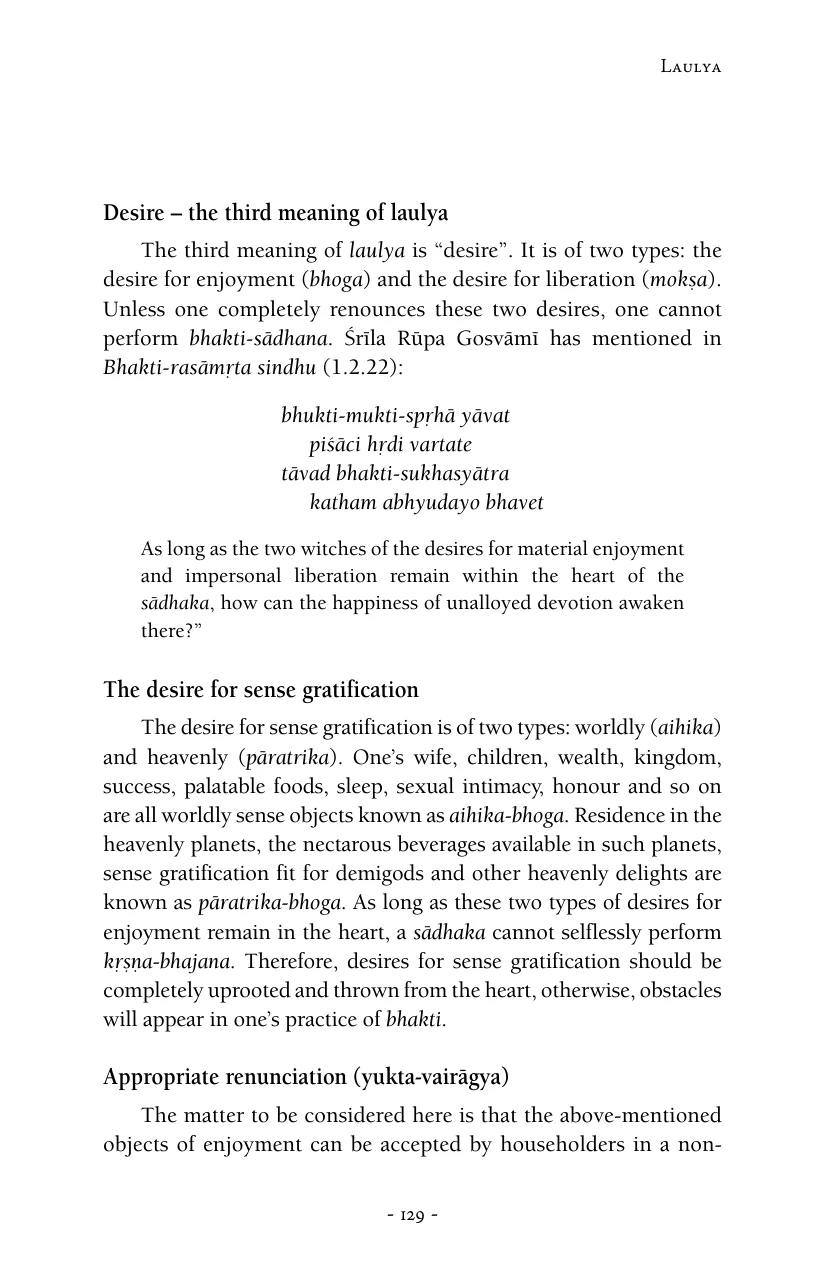 Laulya
Desire – the third meaning of laulya
The third meaning of laulya is “desire”. It is of two types: the
desire for enjoyment (bhoga) and the desire for liberation (mokṣa).
Unless one completely renounces these two desires, one cannot
perform bhakti-sādhana. Śrīla Rūpa Gosvāmī has mentioned in
Bhakti-rasāmṛta sindhu (1.2.22):
bhukti-mukti-spṛhā yāvat
piśāci hṛdi vartate
tāvad bhakti-sukhasyātra
katham abhyudayo bhavet
As long as the two witches of the desires for material enjoyment
and impersonal liberation remain within the heart of the
sādhaka, how can the happiness of unalloyed devotion awaken
there?”
The desire for sense gratification
The desire for sense gratification is of two types: worldly (aihika)
and heavenly (pāratrika). One’s wife, children, wealth, kingdom,
success, palatable foods, sleep, sexual intimacy, honour and so on
are all worldly sense objects known as aihika-bhoga. Residence in the
heavenly planets, the nectarous beverages available in such planets,
sense gratification fit for demigods and other heavenly delights are
known as pāratrika-bhoga. As long as these two types of desires for
enjoyment remain in the heart, a sādhaka cannot selflessly perform
kṛṣṇa-bhajana. Therefore, desires for sense gratification should be
completely uprooted and thrown from the heart, otherwise, obstacles
will appear in one’s practice of bhakti.
Appropriate renunciation (yukta-vairāgya)
The matter to be considered here is that the above-mentioned
objects of enjoyment can be accepted by householders in a non-
- 129 -